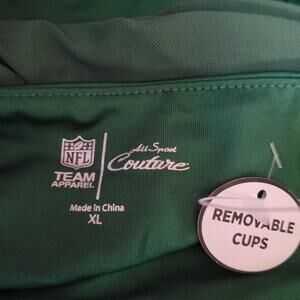 NFL
TEAM
APPAREL
All Sport
Couture
Made in China
XL
REMOVABLE
CUPS